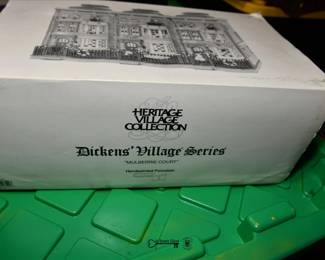 HERITAGE
VILLAGE
COLLECTION
Dickens' Village Series
"MULBERRIE COURT"
Handpainted Porcelain